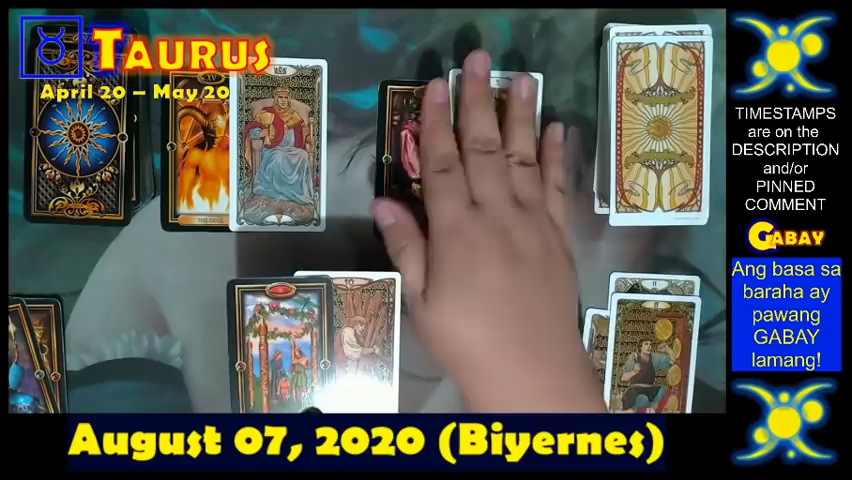 TAURUS
April 20 – May 20
XV
THE DEVIL
TIMESTAMPS
are on the
DESCRIPTION
and/or
PINNED
COMMENT
GABAY
Ang basa sa
baraha ay
pawang
GABAY
lamang!
August 07, 2020 (Biyernes)